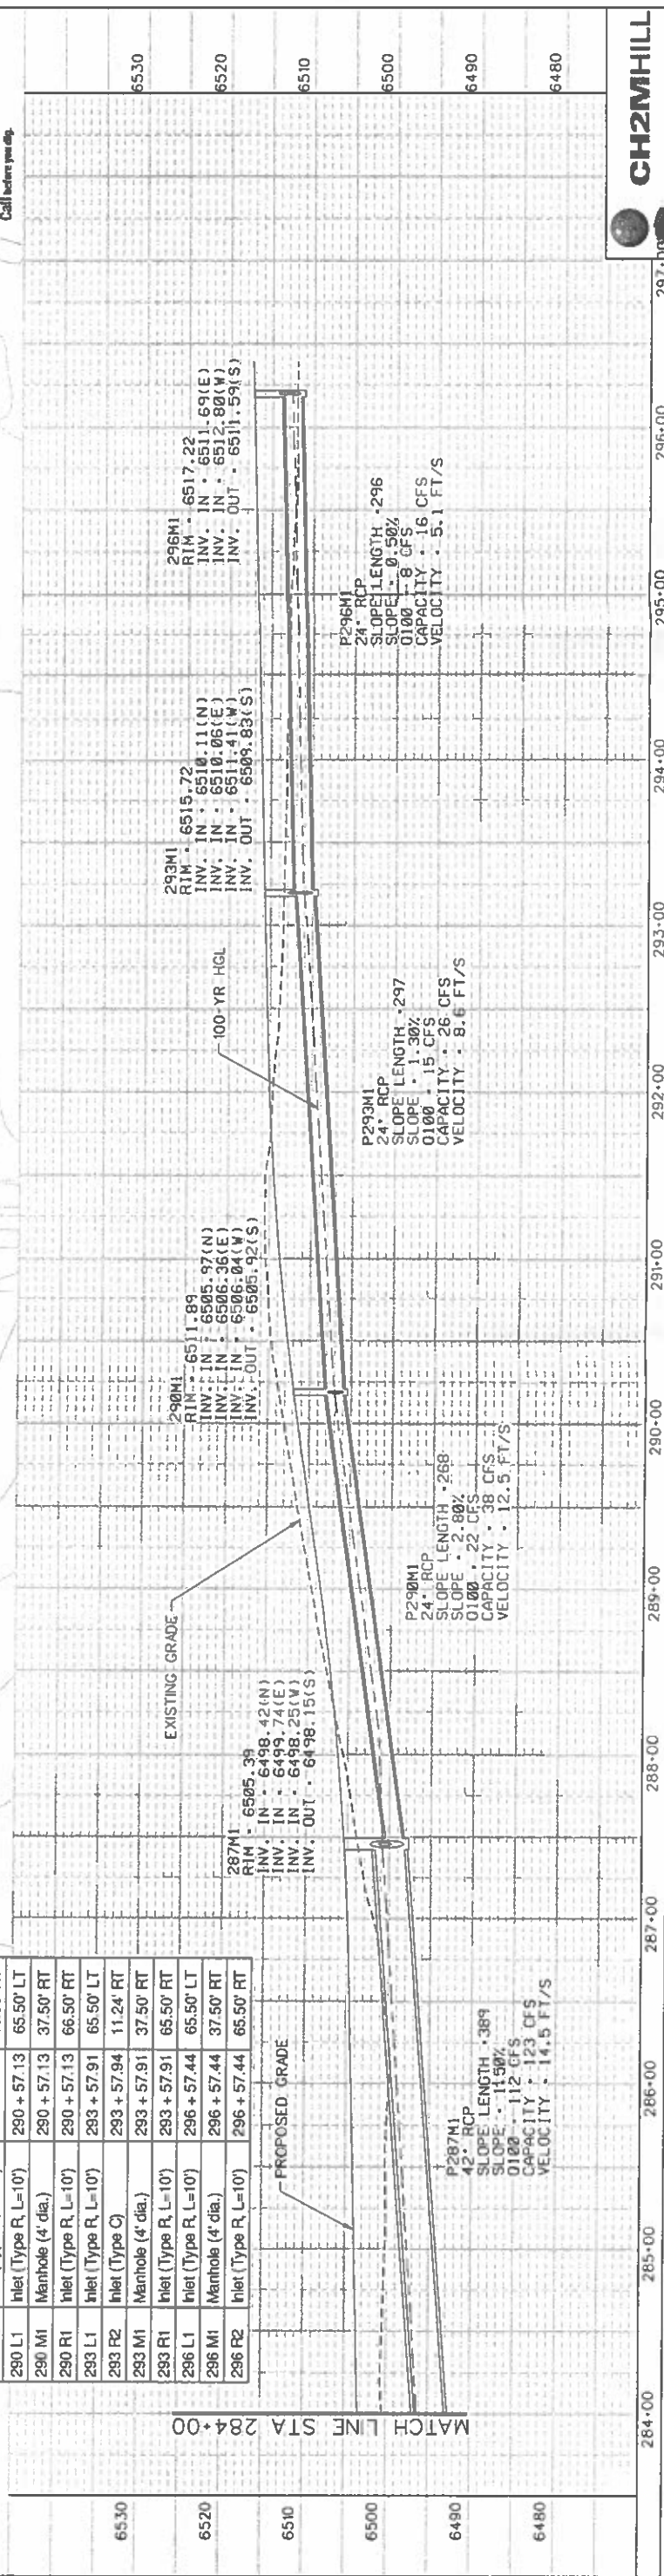 Call before you dig.
6530
6520
6510
6500
6490
6480
CH2MHILL
290 L1 Inlet (Type R, L=10') 290 + 57.13 65.50' LT
290 M1 Manhole (4' dia.) 290 + 57.13 37.50' RT
290 R1 Inlet (Type R, L=10') 290 + 57.13 66.50' RT
293 L1 Inlet (Type R, L=10') 293 + 57.91 65.50' LT
293 R2 Inlet (Type C) 293 + 57.94 11.24' RT
293 M1 Manhole (4' dia.) 293 + 57.91 37.50' RT
293 R1 Inlet (Type R, L=10') 293 + 57.91 65.50' RT
296 L1 Inlet (Type R, L=10') 296 + 57.44 65.50' LT
296 M1 Manhole (4' dia.) 296 + 57.44 37.50' RT
296 R2 Inlet (Type R, L=10') 296 + 57.44 65.50' RT
6530
6520
6510
6500
6490
6480
MATCH LINE STA 284+00
PROPOSED GRADE
P287M1
42" RCP
SLOPE LENGTH =389
SLOPE = 1.50%
Q100 = 112 CFS
CAPACITY = 123 CFS
VELOCITY = 14.5 FT/S
287M1
RIM = 6505.39
INV. IN = 6498.42(N)
INV. IN = 6499.74(E)
INV. IN = 6498.25(W)
INV. OUT = 6498.15(S)
EXISTING GRADE
P290M1
24" RCP
SLOPE LENGTH =268
SLOPE = 2.80%
Q100 = 22 CFS
CAPACITY = 38 CFS
VELOCITY = 12.5 FT/S
290M1
RIM = 6511.89
INV. IN = 6505.97(N)
INV. IN = 6506.36(E)
INV. IN = 6506.04(W)
INV. OUT = 6505.92(S)
100-YR HGL
P293M1
24" RCP
SLOPE LENGTH =297
SLOPE = 1.30%
Q100 = 15 CFS
CAPACITY = 26 CFS
VELOCITY = 8.6 FT/S
293M1
RIM = 6515.72
INV. IN = 6510.11(N)
INV. IN = 6510.06(E)
INV. IN = 6511.41(W)
INV. OUT = 6509.83(S)
P296M1
24" RCP
SLOPE LENGTH =296
SLOPE = 0.50%
Q100 = 8 CFS
CAPACITY = 16 CFS
VELOCITY = 5.1 FT/S
296M1
RIM = 6517.22
INV. IN = 6511.69(E)
INV. IN = 6512.80(W)
INV. OUT = 6511.59(S)
284+00 285+00 286+00 287+00 288+00 289+00 290+00 291+00 292+00 293+00 294+00 295+00 296+00 297+00